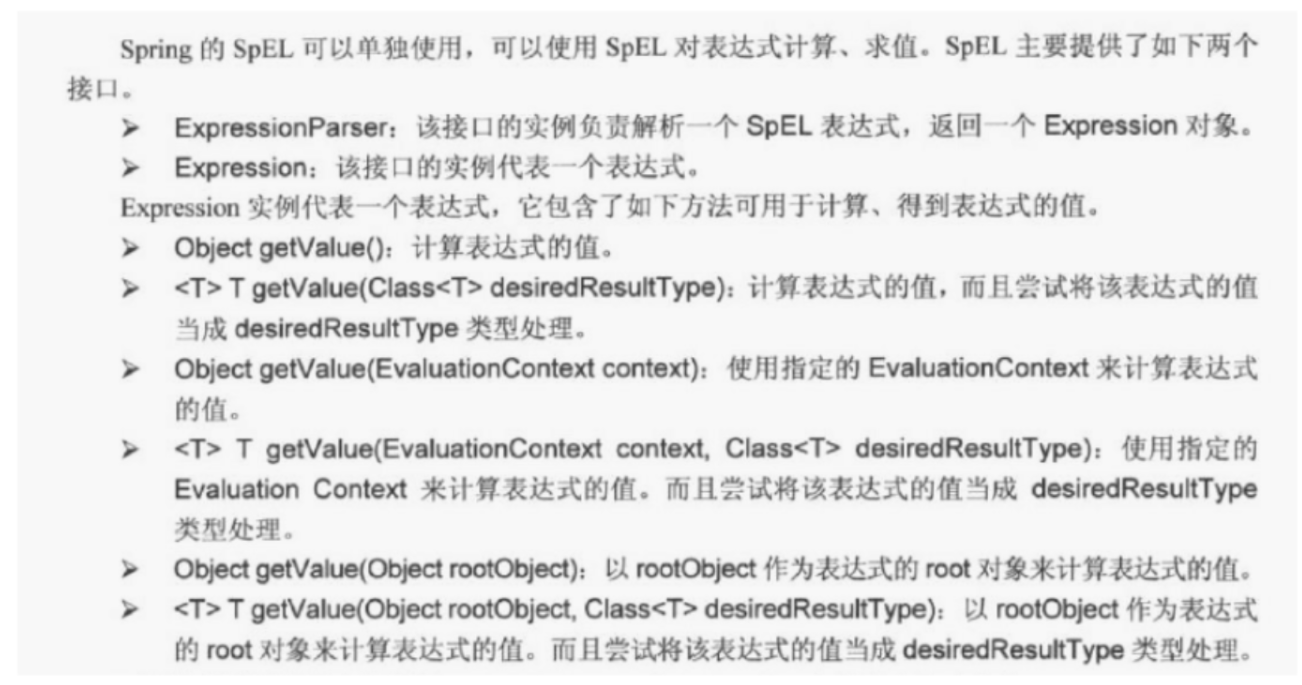 Spring 的 SpEL 可以单独使用，可以使用 SpEL 对表达式计算、求值。SpEL 主要提供了如下两个
接口。
➢ ExpressionParser：该接口的实例负责解析一个 SpEL 表达式，返回一个 Expression 对象。
➢ Expression：该接口的实例代表一个表达式。
Expression 实例代表一个表达式，它包含了如下方法可用于计算、得到表达式的值。
➢ Object getValue()：计算表达式的值。
➢ <T> T getValue(Class<T> desiredResultType)：计算表达式的值，而且尝试将该表达式的值
当成 desiredResultType 类型处理。
➢ Object getValue(EvaluationContext context)：使用指定的 EvaluationContext 来计算表达式
的值。
➢ <T> T getValue(EvaluationContext context, Class<T> desiredResultType)：使用指定的
Evaluation Context 来计算表达式的值。而且尝试将该表达式的值当成 desiredResultType
类型处理。
➢ Object getValue(Object rootObject)：以 rootObject 作为表达式的 root 对象来计算表达式的值。
➢ <T> T getValue(Object rootObject, Class<T> desiredResultType)：以 rootObject 作为表达式
的 root 对象来计算表达式的值。而且尝试将该表达式的值当成 desiredResultType 类型处理。